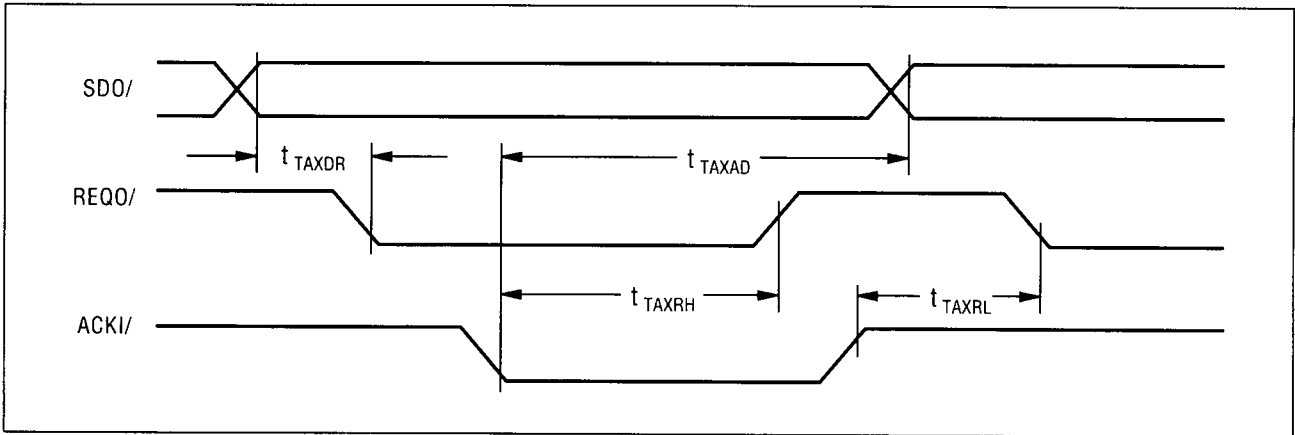 SDO/
t TAXDR
t TAXAD
REQO/
t TAXRH
t TAXRL
ACKI/